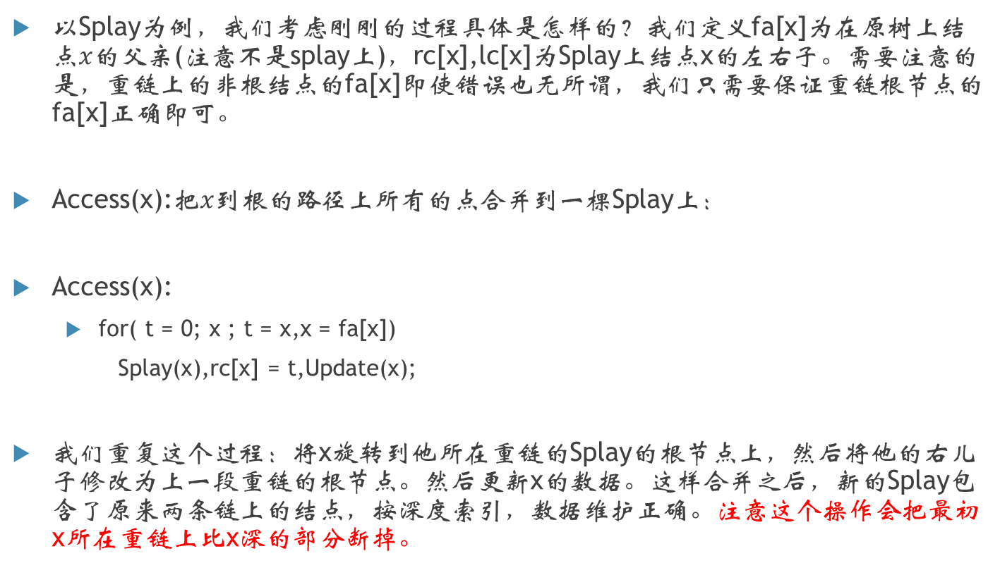 以Splay为例，我们考虑刚刚的过程具体是怎样的？我们定义fa[x]为在原树上结
点x的父亲(注意不是splay上)，rc[x],lc[x]为Splay上结点x的左右子。需要注意的
是，重链上的非根结点的fa[x]即使错误也无所谓，我们只需要保证重链根节点的
fa[x]正确即可。
Access(x):把x到根的路径上所有的点合并到一棵Splay上：
Access(x):
for( t = 0; x ; t = x,x = fa[x])
Splay(x),rc[x] = t,Update(x);
我们重复这个过程：将x旋转到他所在重链的Splay的根节点上，然后将他的右儿
子修改为上一段重链的根节点。然后更新x的数据。这样合并之后，新的Splay包
含了原来两条链上的结点，按深度索引，数据维护正确。注意这个操作会把最初
x所在重链上比x深的部分断掉。